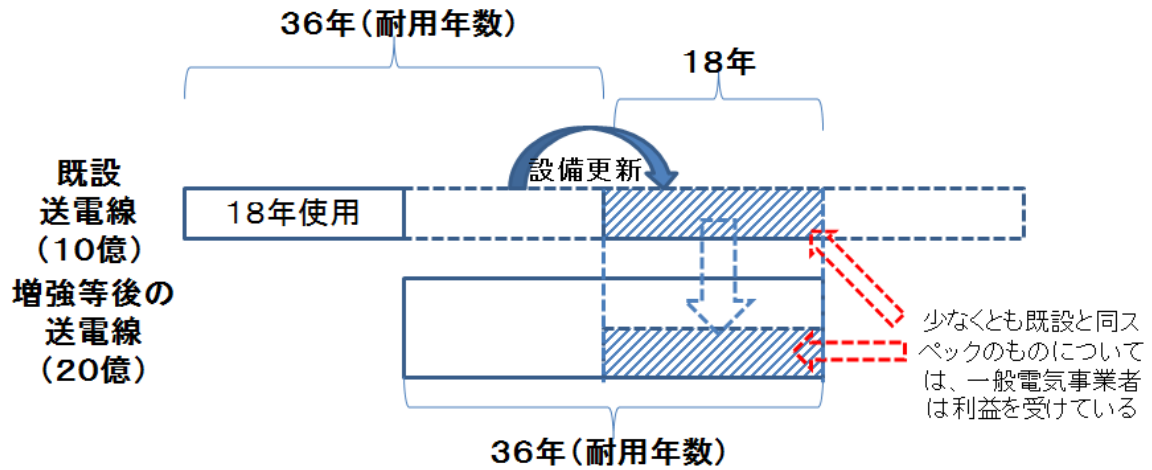 36年(耐用年数)
18年
設備更新
既設
送電線
(10億)
18年使用
増強等後の
送電線
(20億)
少なくとも既設と同ス
ペックのものについて
は、一般電気事業者
は利益を受けている
36年(耐用年数)